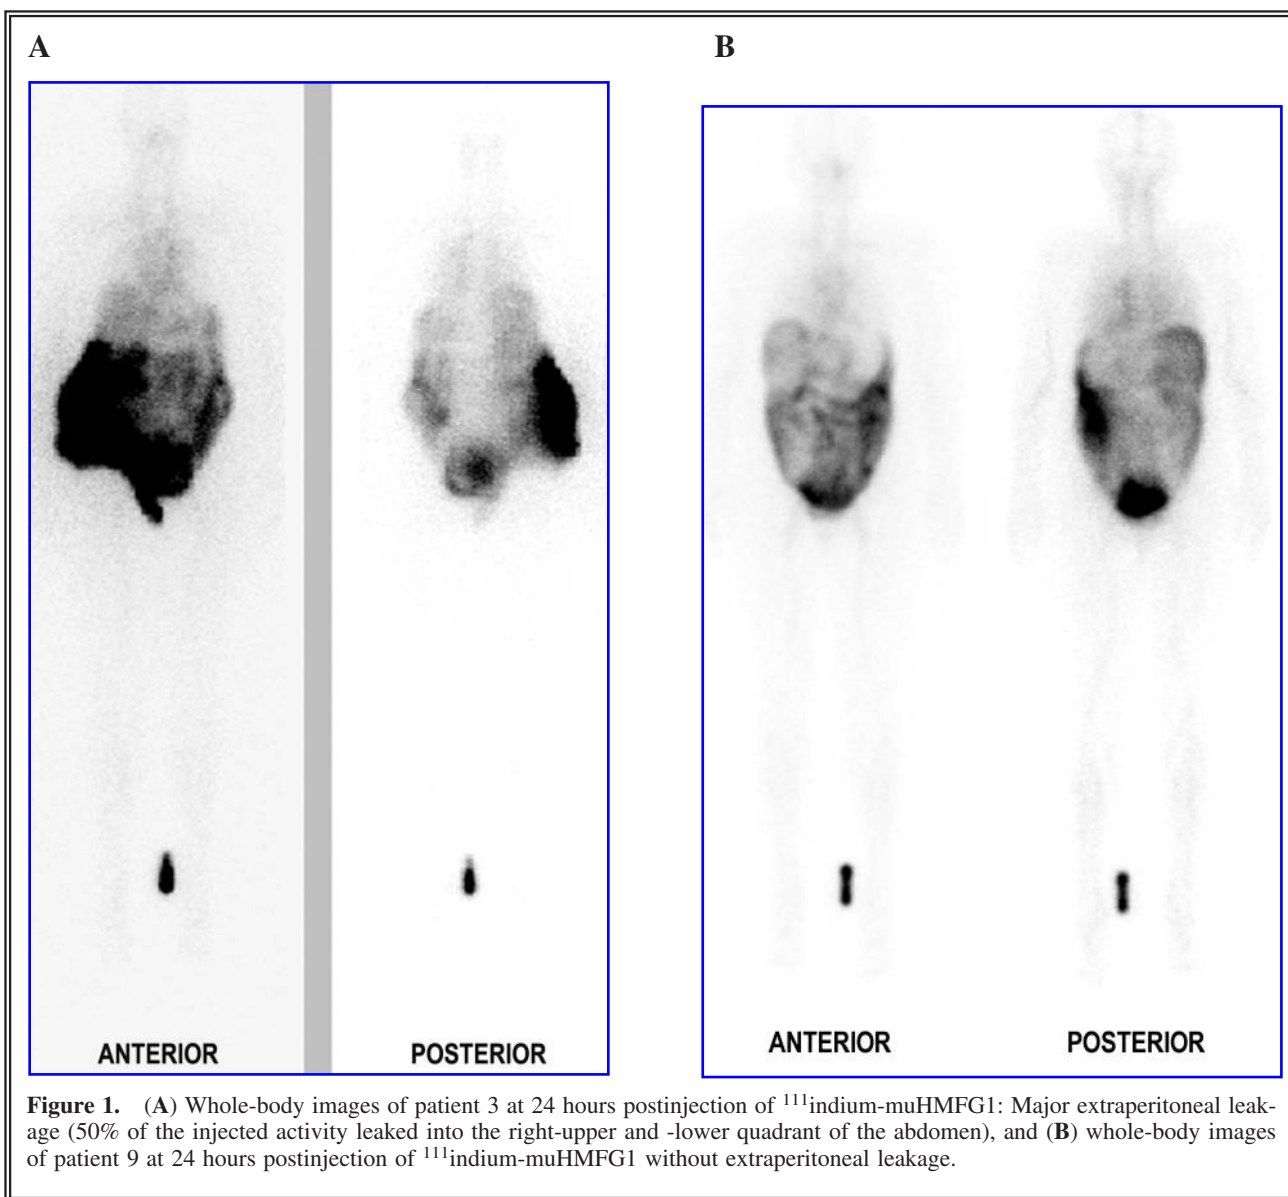 A
B
ANTERIOR
POSTERIOR
ANTERIOR
POSTERIOR
Figure 1. (A) Whole-body images of patient 3 at 24 hours postinjection of ¹¹¹indium-muHMFG1: Major extraperitoneal leak-
age (50% of the injected activity leaked into the right-upper and -lower quadrant of the abdomen), and (B) whole-body images
of patient 9 at 24 hours postinjection of ¹¹¹indium-muHMFG1 without extraperitoneal leakage.